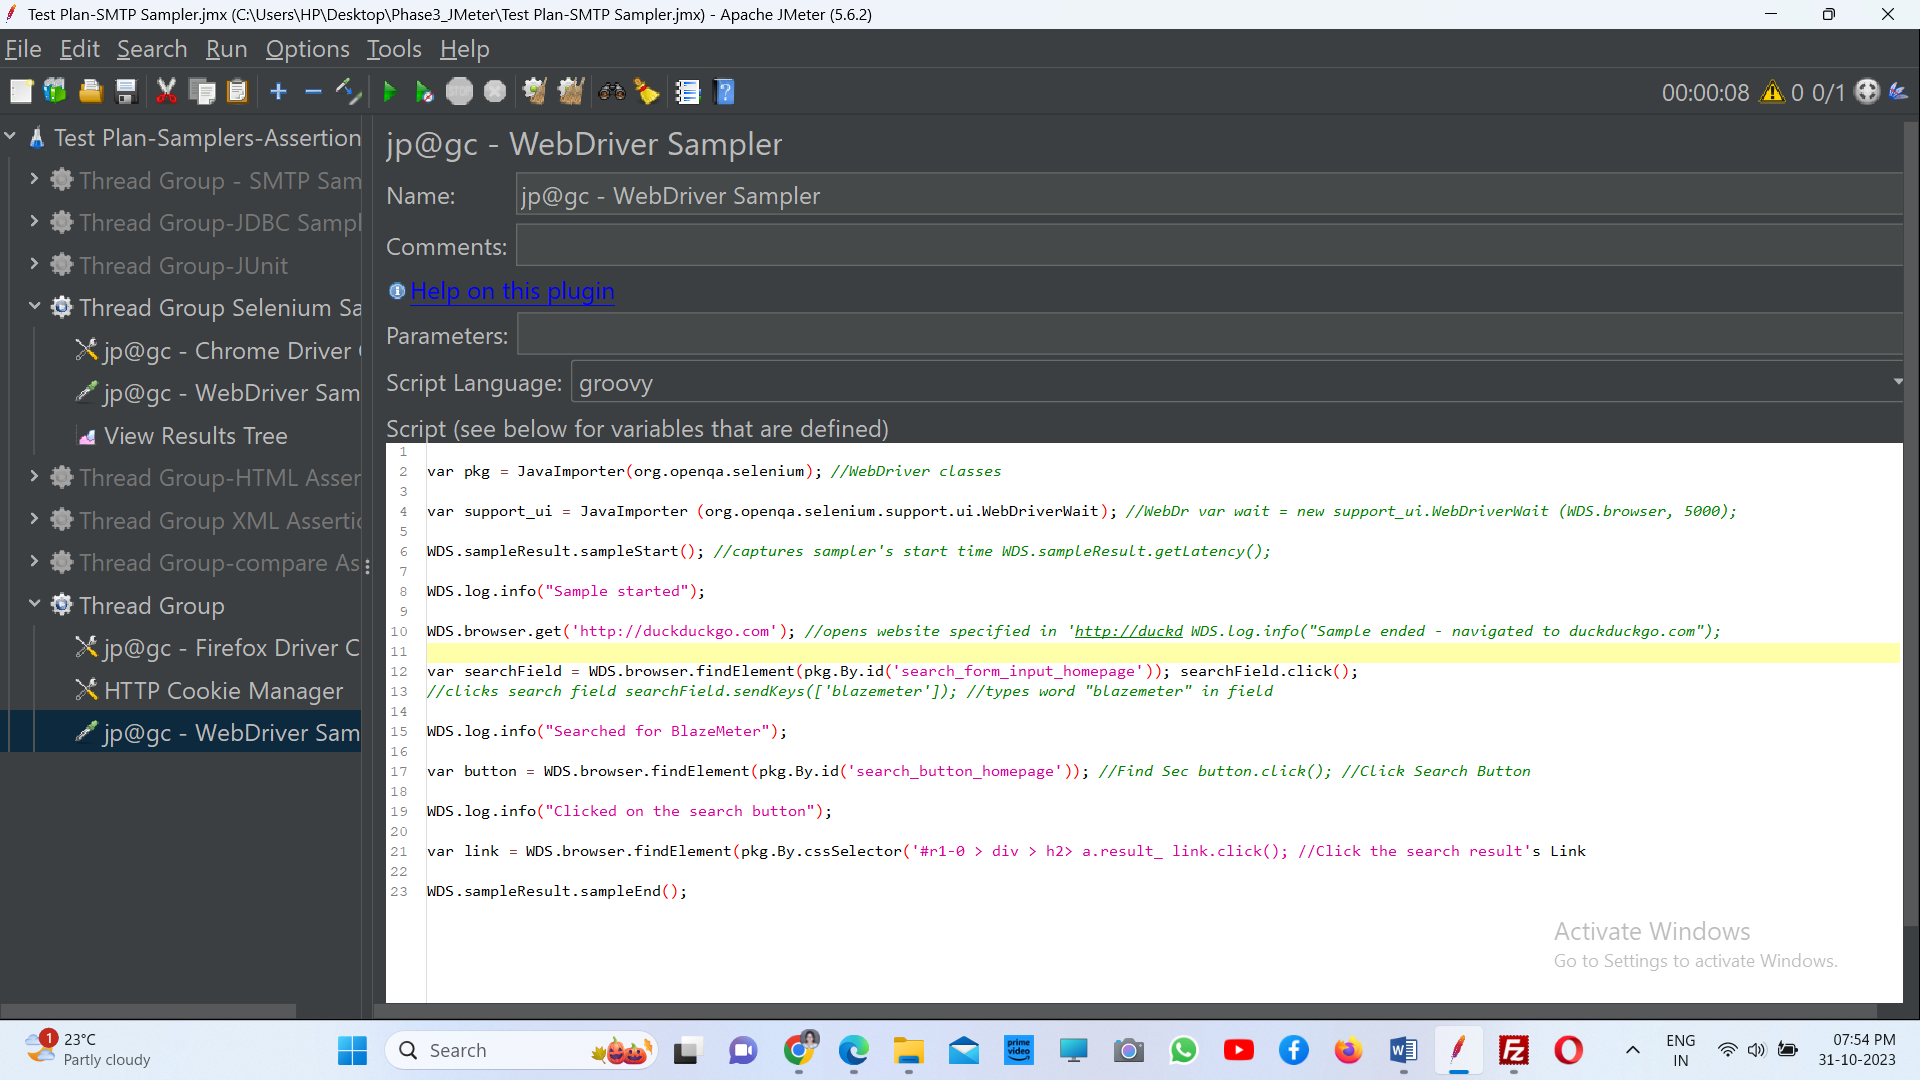 Test Plan-SMTP Sampler.jmx (C:\Users\HP\Desktop\Phase3_JMeter\Test Plan-SMTP Sampler.jmx) - Apache JMeter (5.6.2)
File Edit Search Run Options Tools Help
00:00:08 0 0/1
Test Plan-Samplers-Assertion
Thread Group - SMTP Sam
Thread Group-JDBC Sampl
Thread Group-JUnit
Thread Group Selenium Sa
jp@gc - Chrome Driver
jp@gc - WebDriver Sam
View Results Tree
Thread Group-HTML Asser
Thread Group XML Assertio
Thread Group-compare As
Thread Group
jp@gc - Firefox Driver C
HTTP Cookie Manager
jp@gc - WebDriver Sam
jp@gc - WebDriver Sampler
Name: jp@gc - WebDriver Sampler
Comments:
Help on this plugin
Parameters:
Script Language: groovy
Script (see below for variables that are defined)
1
2 var pkg = JavaImporter(org.openqa.selenium); //WebDriver classes
3
4 var support_ui = JavaImporter (org.openqa.selenium.support.ui.WebDriverWait); //WebDr var wait = new support_ui.WebDriverWait (WDS.browser, 5000);
5
6 WDS.sampleResult.sampleStart(); //captures sampler's start time WDS.sampleResult.getLatency();
7
8 WDS.log.info("Sample started");
9
10 WDS.browser.get('http://duckduckgo.com'); //opens website specified in 'http://duckd WDS.log.info("Sample ended - navigated to duckduckgo.com");
11
12 var searchField = WDS.browser.findElement(pkg.By.id('search_form_input_homepage')); searchField.click();
13 //clicks search field searchField.sendKeys(['blazemeter']); //types word "blazemeter" in field
14
15 WDS.log.info("Searched for BlazeMeter");
16
17 var button = WDS.browser.findElement(pkg.By.id('search_button_homepage')); //Find Sec button.click(); //Click Search Button
18
19 WDS.log.info("Clicked on the search button");
20
21 var link = WDS.browser.findElement(pkg.By.cssSelector('#r1-0 > div > h2> a.result_ link.click(); //Click the search result's Link
22
23 WDS.sampleResult.sampleEnd();
Activate Windows
Go to Settings to activate Windows.
1
23°C
Partly cloudy
Search
prime video
ENG
IN
07:54 PM
31-10-2023